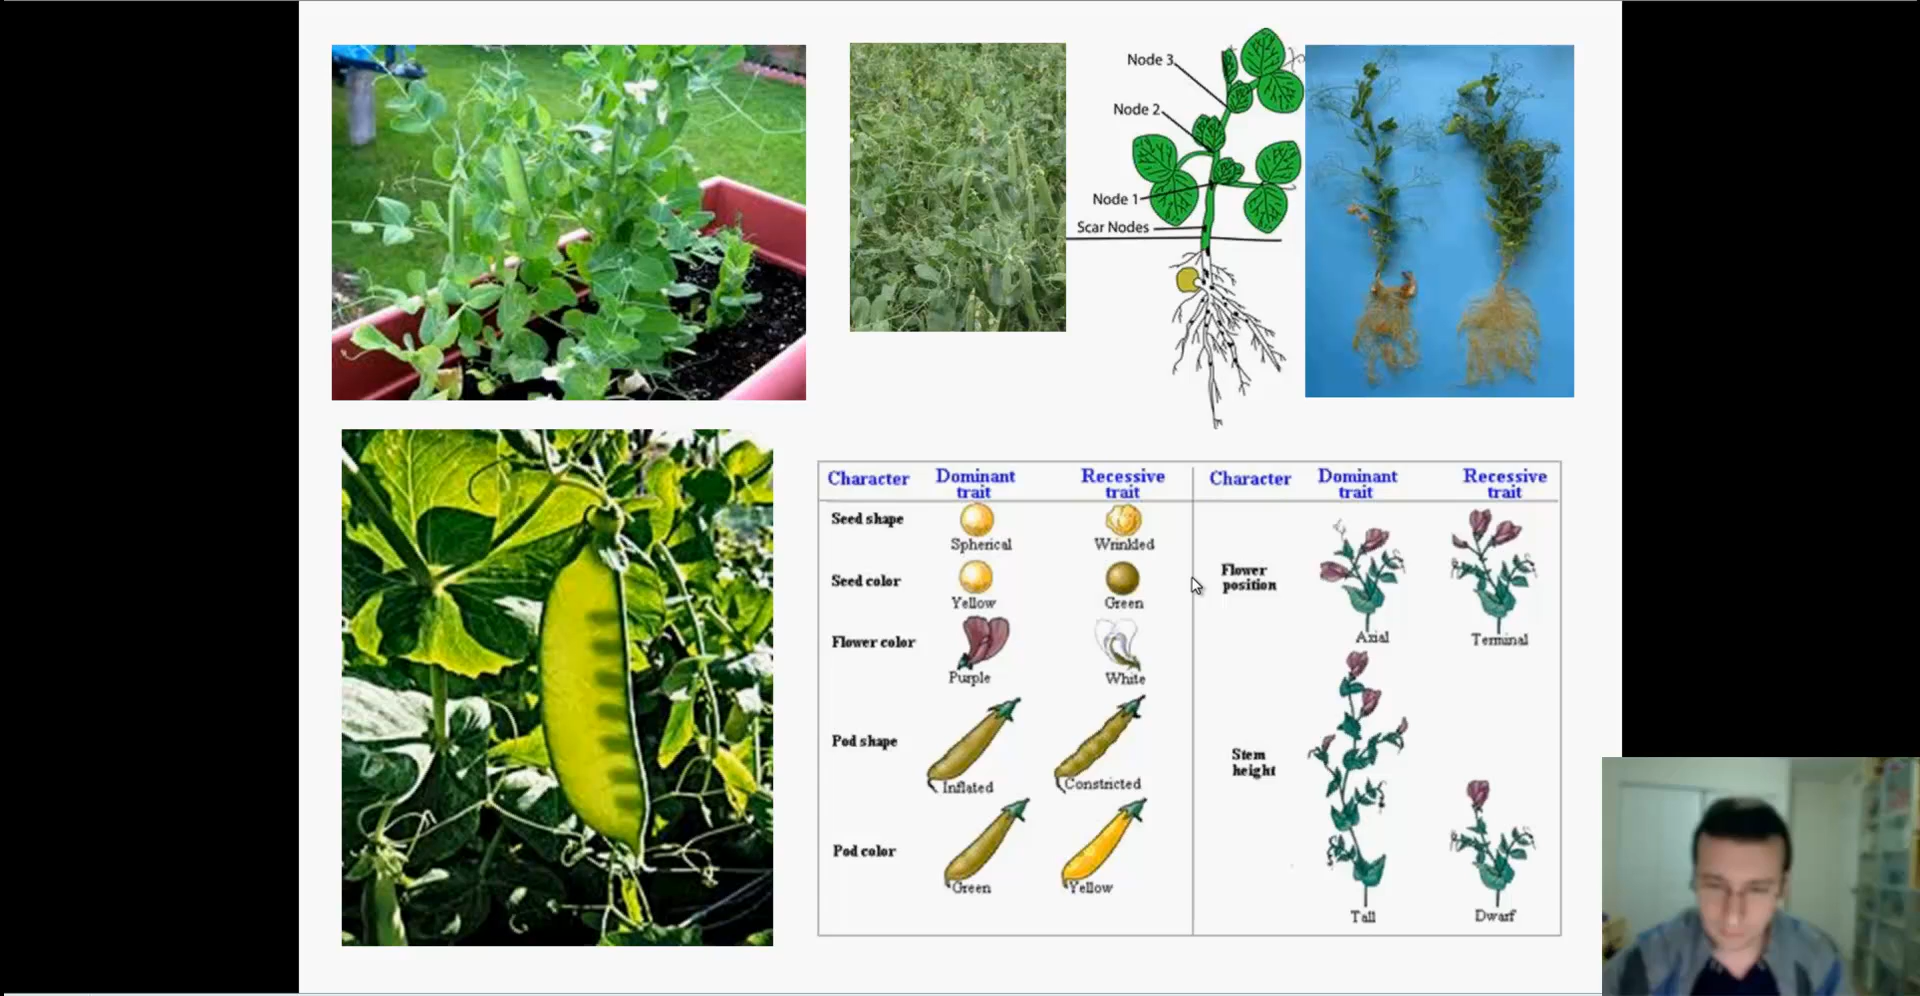 Node 3
Node 2
Node 1
Scar Nodes
Character Dominant trait Recessive trait Character Dominant trait Recessive trait
Seed shape
Spherical Wrinkled
Seed color
Yellow Green
Flower color
Purple White
Pod shape
Inflated Constricted
Pod color
Green Yellow
Flower position
Axial Terminal
Stem height
Tall Dwarf